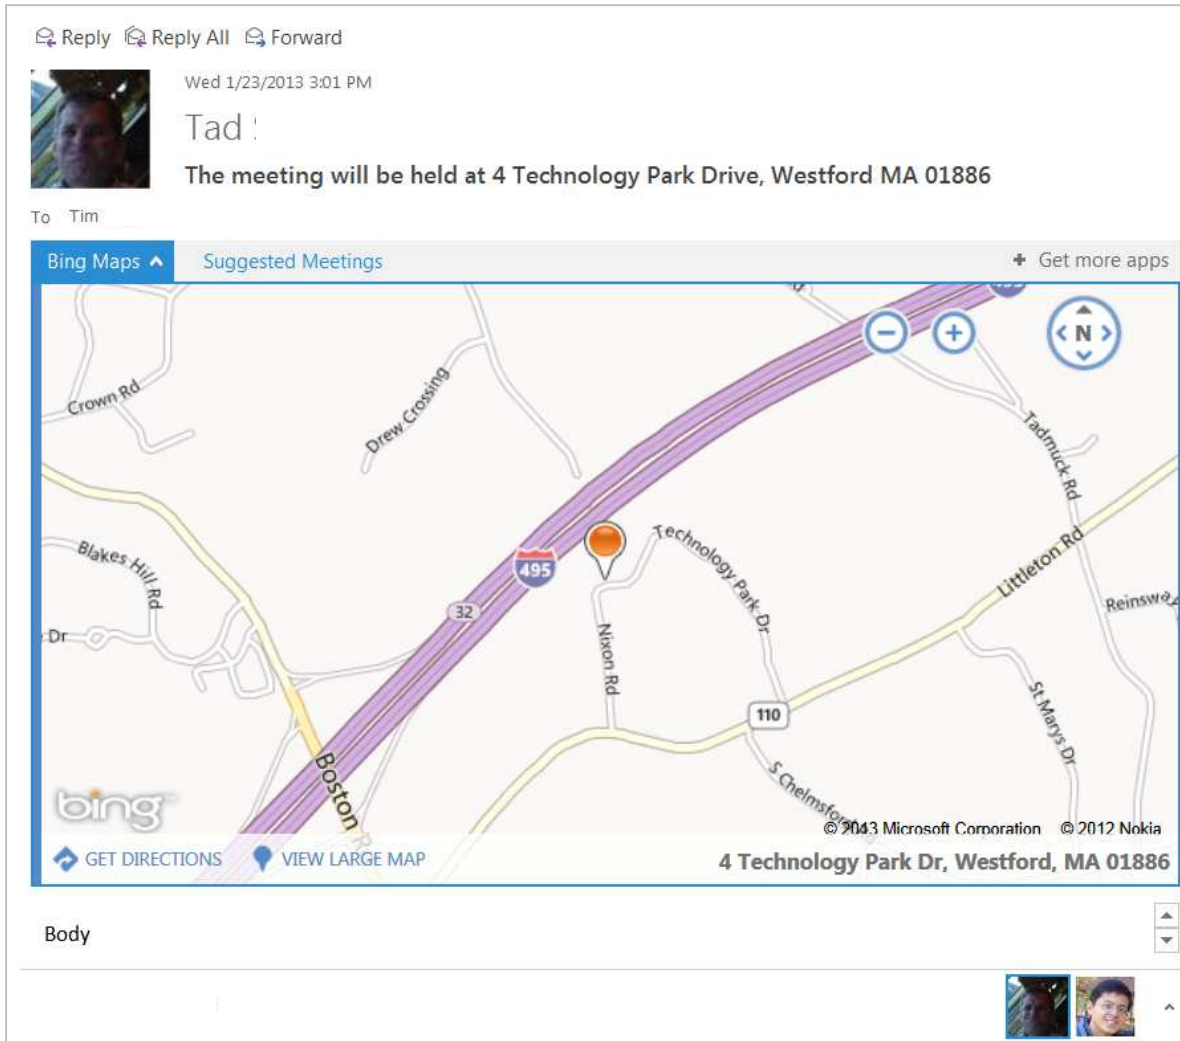 Reply Reply All Forward
Wed 1/23/2013 3:01 PM
Tad
The meeting will be held at 4 Technology Park Drive, Westford MA 01886
To Tim
Bing Maps Suggested Meetings + Get more apps
N
Crown Rd
Drew Crossing
Tadmuck Rd
Technology Park Dr
Blakes Hill Rd
495
Littleton Rd
32
Reinsway
Dr
Nixon Rd
110
St Marys Dr
Boston
S Chelmsford
bing
© 2013 Microsoft Corporation © 2012 Nokia
GET DIRECTIONS VIEW LARGE MAP 4 Technology Park Dr, Westford, MA 01886
Body